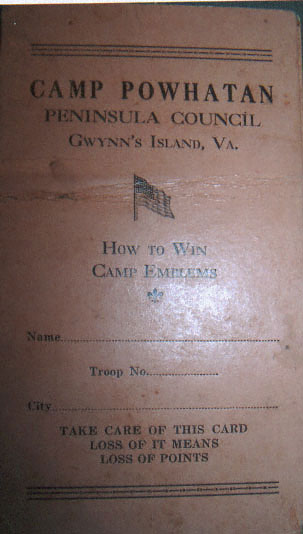 CAMP POWHATAN
PENINSULA COUNCIL
GWYNN'S ISLAND, VA.
HOW TO WIN
CAMP EMBLEMS
Name
Troop No.
City
TAKE CARE OF THIS CARD
LOSS OF IT MEANS
LOSS OF POINTS